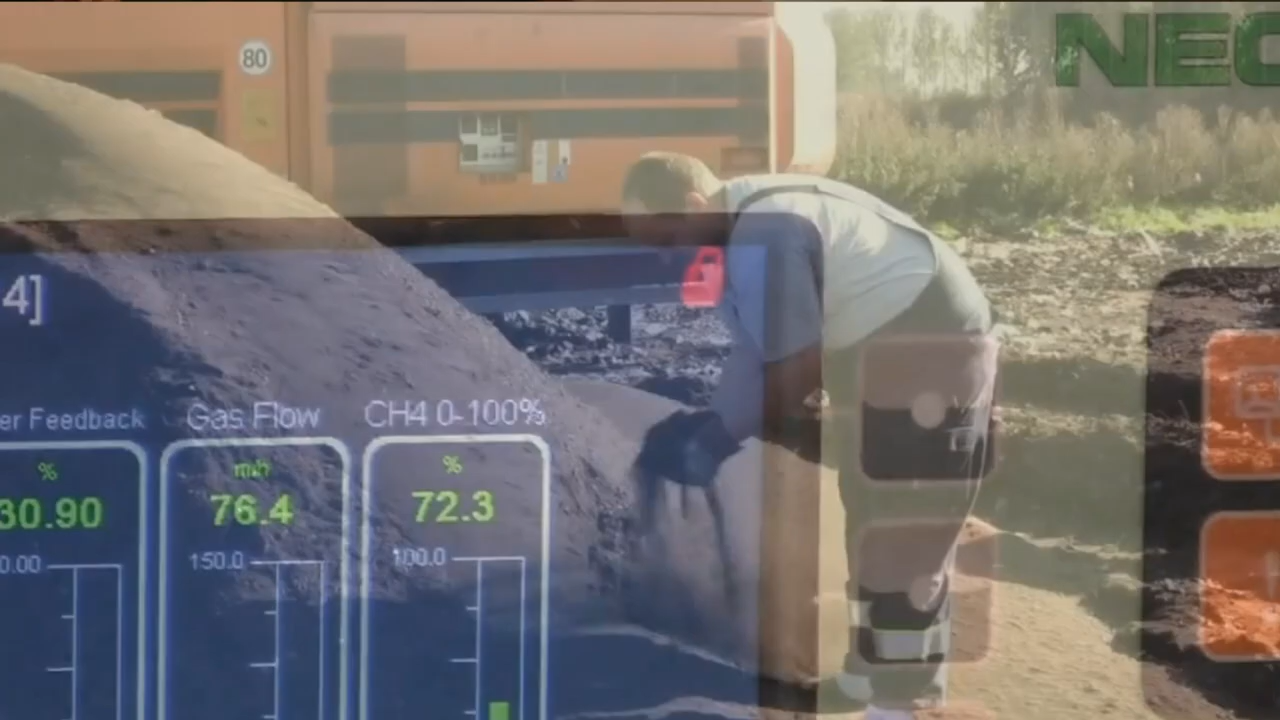 80
NEC
4]
er Feedback
Gas Flow
CH4 0-100%
%
m³/h
%
30.90
76.4
72.3
0.00
150.0
100.0